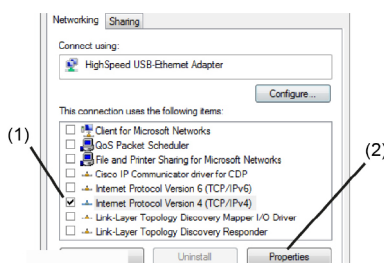 Networking Sharing
Connect using:
HighSpeed USB-Ethernet Adapter
Configure ...
This connection uses the following items:
(1)
(2)
Client for Microsoft Networks
QoS Packet Scheduler
File and Printer Sharing for Microsoft Networks
Cisco IP Communicator driver for CDP
Internet Protocol Version 6 (TCP/IPv6)
Internet Protocol Version 4 (TCP/IPv4)
Link-Layer Topology Discovery Mapper I/O Driver
Link-Layer Topology Discovery Responder
Uninstall Properties